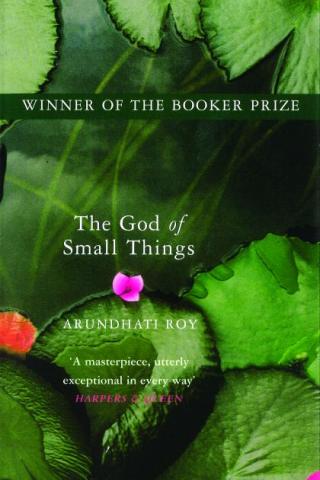 WINNER OF THE BOOKER PRIZE
The God of
Small Things
ARUNDHATI ROY
'A masterpiece, utterly
exceptional in every way'
HARPERS & QUEEN